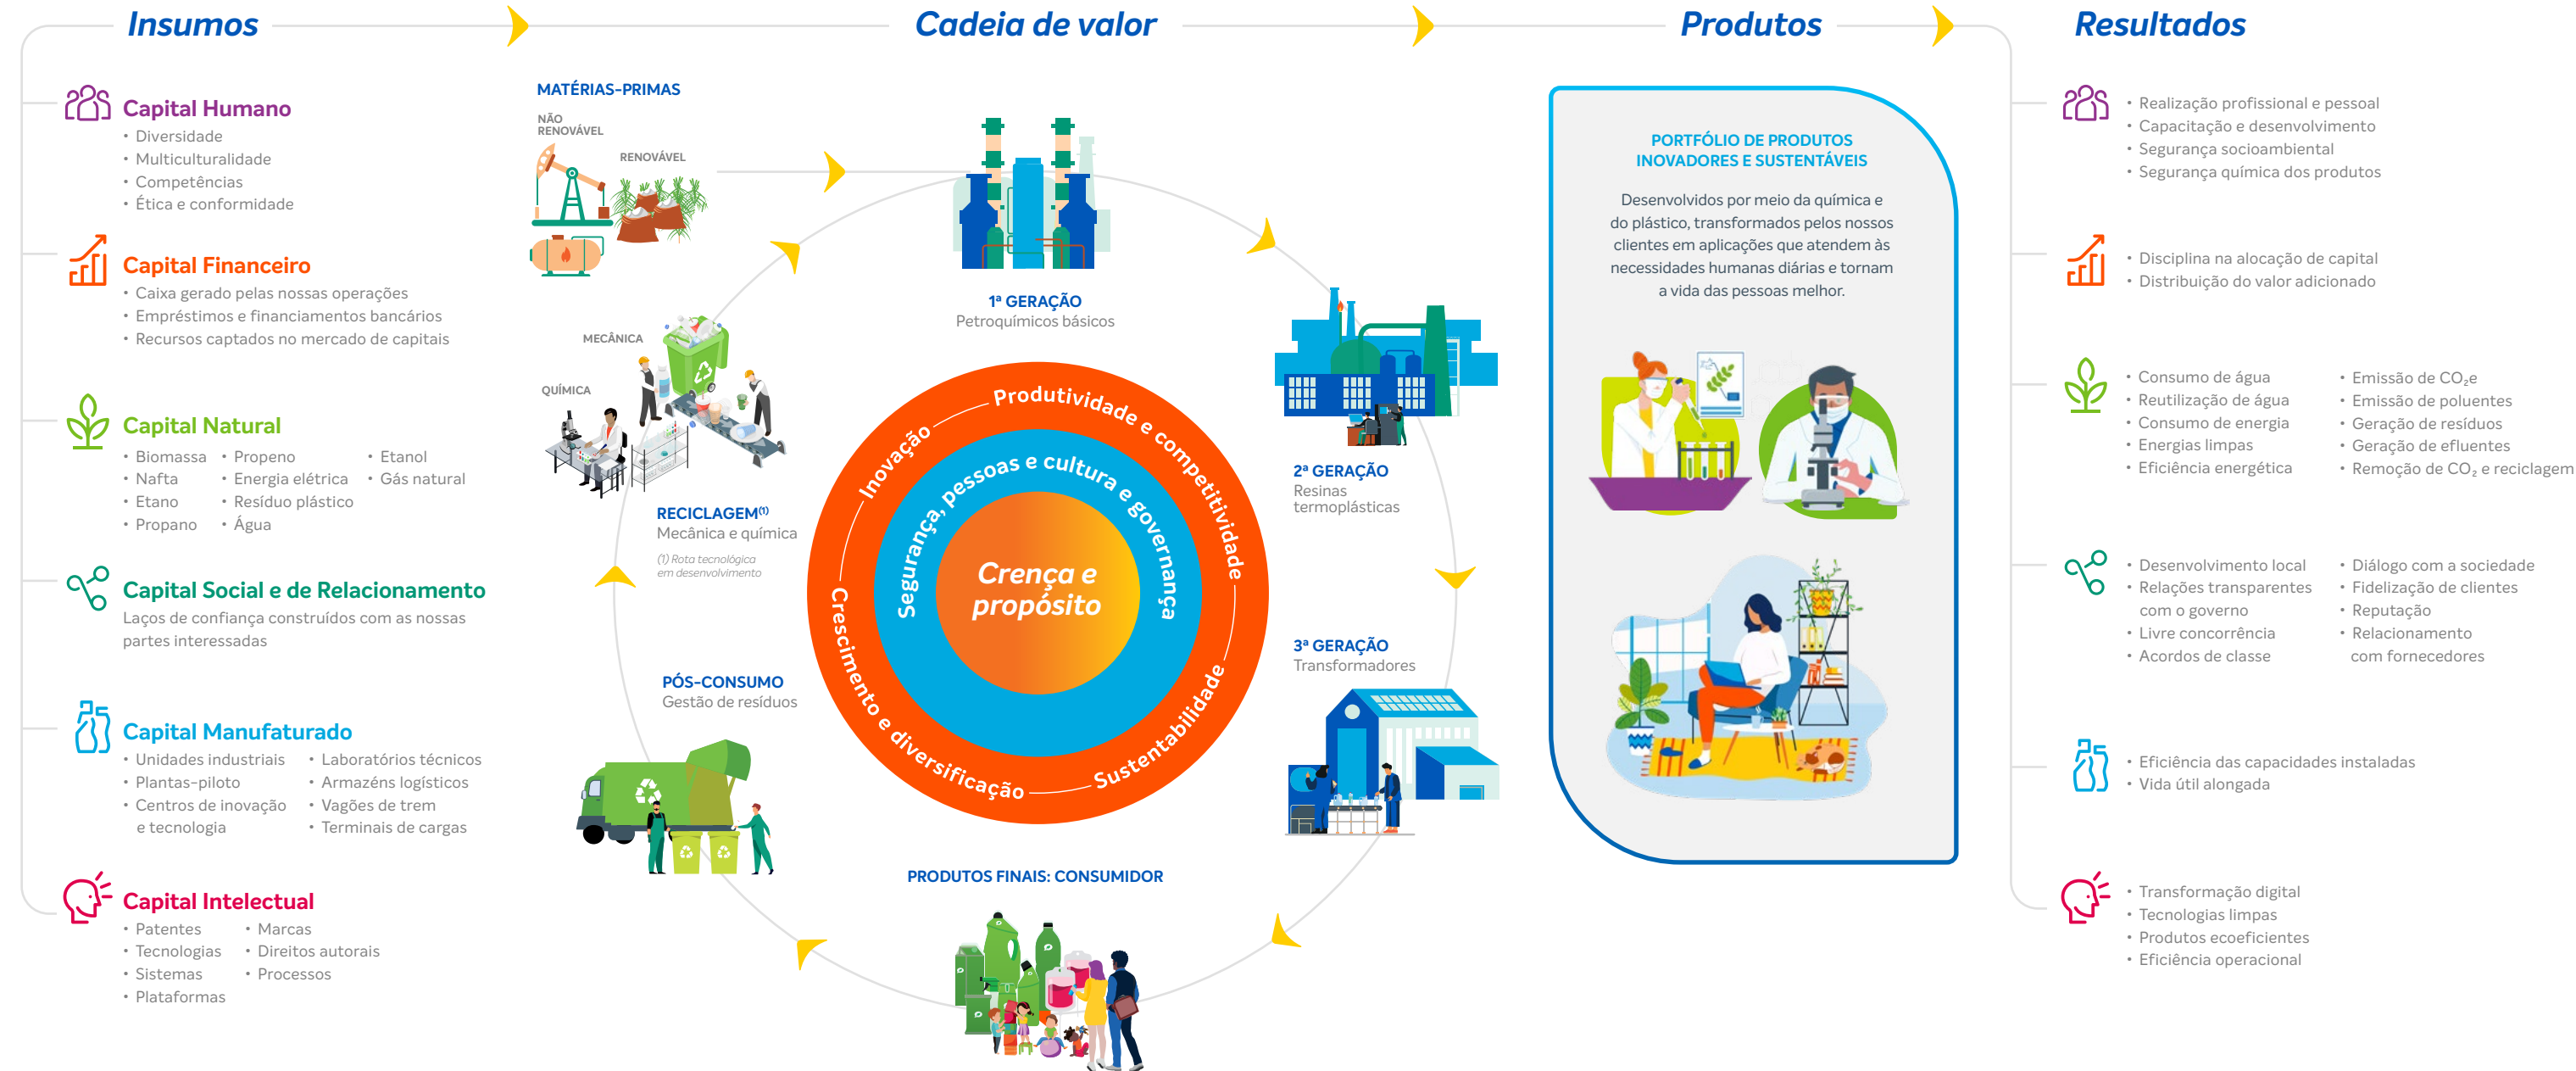 Insumos
Cadeia de valor
Produtos
Resultados
Capital Humano
• Diversidade
• Multiculturalidade
• Competências
• Ética e conformidade
Capital Financeiro
• Caixa gerado pelas nossas operações
• Empréstimos e financiamentos bancários
• Recursos captados no mercado de capitais
Capital Natural
• Biomassa
• Nafta
• Etano
• Propano
• Propeno
• Energia elétrica
• Resíduo plástico
• Água
• Etanol
• Gás natural
Capital Social e de Relacionamento
Laços de confiança construídos com as nossas
partes interessadas
Capital Manufaturado
• Unidades industriais
• Plantas-piloto
• Centros de inovação
e tecnologia
• Laboratórios técnicos
• Armazéns logísticos
• Vagões de trem
• Terminais de cargas
Capital Intelectual
• Patentes
• Tecnologias
• Sistemas
• Plataformas
• Marcas
• Direitos autorais
• Processos
MATÉRIAS-PRIMAS
NÃO
RENOVÁVEL
RENOVÁVEL
1ª GERAÇÃO
Petroquímicos básicos
2ª GERAÇÃO
Resinas
termoplásticas
3ª GERAÇÃO
Transformadores
PRODUTOS FINAIS: CONSUMIDOR
PÓS-CONSUMO
Gestão de resíduos
MECÂNICA
QUÍMICA
RECICLAGEM(1)
Mecânica e química
(1) Rota tecnológica
em desenvolvimento
Inovação
Produtividade e competitividade
Sustentabilidade
Crescimento e diversificação
Segurança, pessoas e cultura e governança
Crença e
propósito
PORTFÓLIO DE PRODUTOS
INOVADORES E SUSTENTÁVEIS
Desenvolvidos por meio da química e
do plástico, transformados pelos nossos
clientes em aplicações que atendem às
necessidades humanas diárias e tornam
a vida das pessoas melhor.
• Realização profissional e pessoal
• Capacitação e desenvolvimento
• Segurança socioambiental
• Segurança química dos produtos
• Disciplina na alocação de capital
• Distribuição do valor adicionado
• Consumo de água
• Reutilização de água
• Consumo de energia
• Energias limpas
• Eficiência energética
• Emissão de CO₂e
• Emissão de poluentes
• Geração de resíduos
• Geração de efluentes
• Remoção de CO₂ e reciclagem
• Desenvolvimento local
• Relações transparentes
com o governo
• Livre concorrência
• Acordos de classe
• Diálogo com a sociedade
• Fidelização de clientes
• Reputação
• Relacionamento
com fornecedores
• Eficiência das capacidades instaladas
• Vida útil alongada
• Transformação digital
• Tecnologias limpas
• Produtos ecoeficientes
• Eficiência operacional